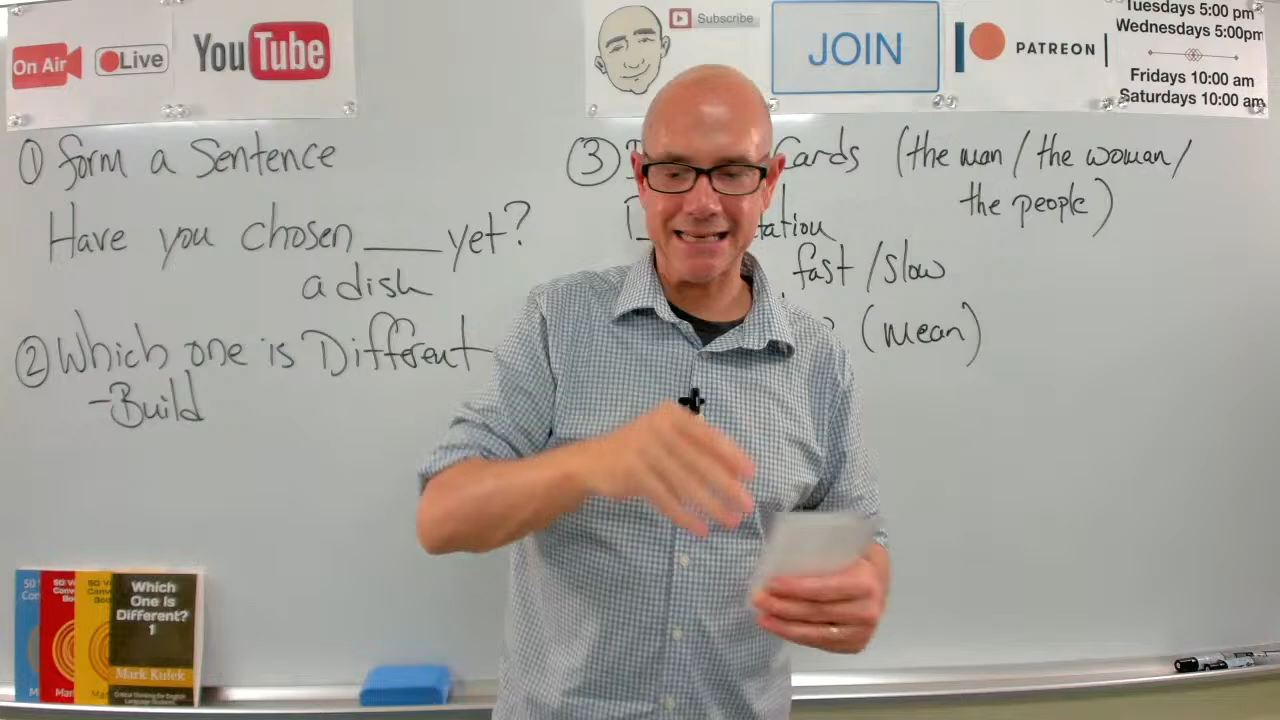 On Air
Live
YouTube
Subscribe
JOIN
PATREON
Tuesdays 5:00 pm
Wednesdays 5:00pm
Fridays 10:00 am
Saturdays 10:00 am
① form a Sentence
Have you chosen ___ yet?
a dish
② Which one is Different
-Build
③ Cards (the man / the woman /
the people)
fast / slow
(mean)
Which
One Is
Different?
1
Mark Kulek